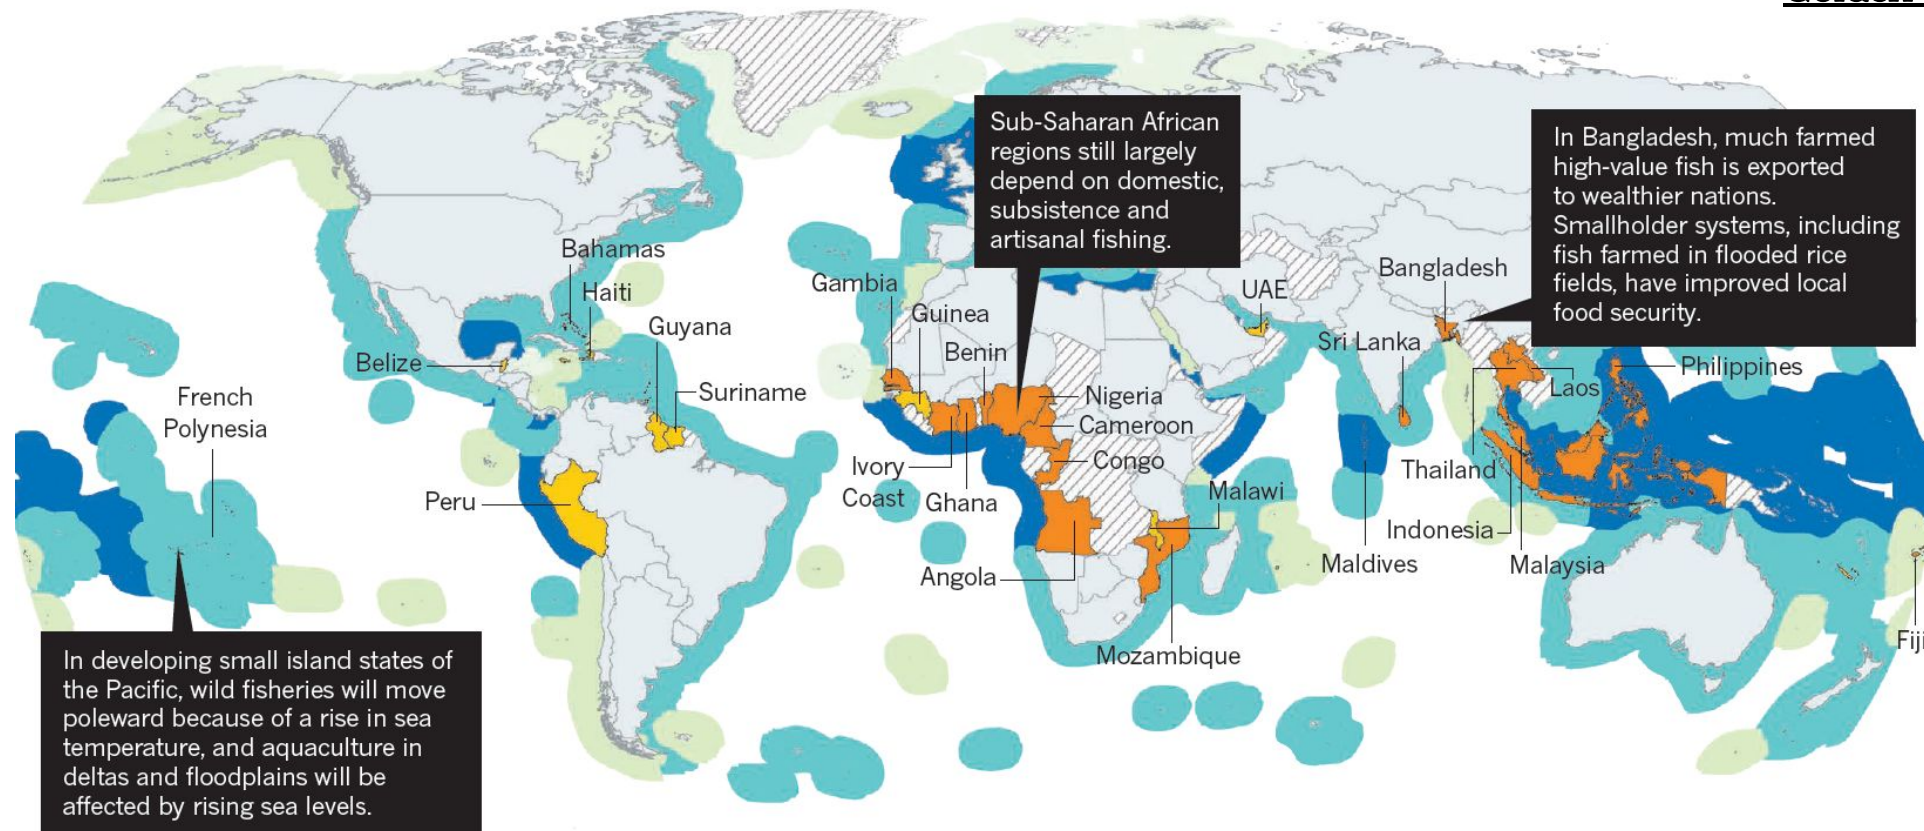 Sub-Saharan African
regions still largely
depend on domestic,
subsistence and
artisanal fishing.
In Bangladesh, much farmed
high-value fish is exported
to wealthier nations.
Smallholder systems, including
fish farmed in flooded rice
fields, have improved local
food security.
Bahamas
Haiti
Guyana
Belize
Suriname
French
Polynesia
Peru
Gambia
Guinea
Benin
UAE
Bangladesh
Sri Lanka
Philippines
Laos
Nigeria
Cameroon
Congo
Ivory
Coast
Ghana
Malawi
Thailand
Indonesia
Malaysia
Maldives
Angola
Mozambique
Fiji
In developing small island states of
the Pacific, wild fisheries will move
poleward because of a rise in sea
temperature, and aquaculture in
deltas and floodplains will be
affected by rising sea levels.